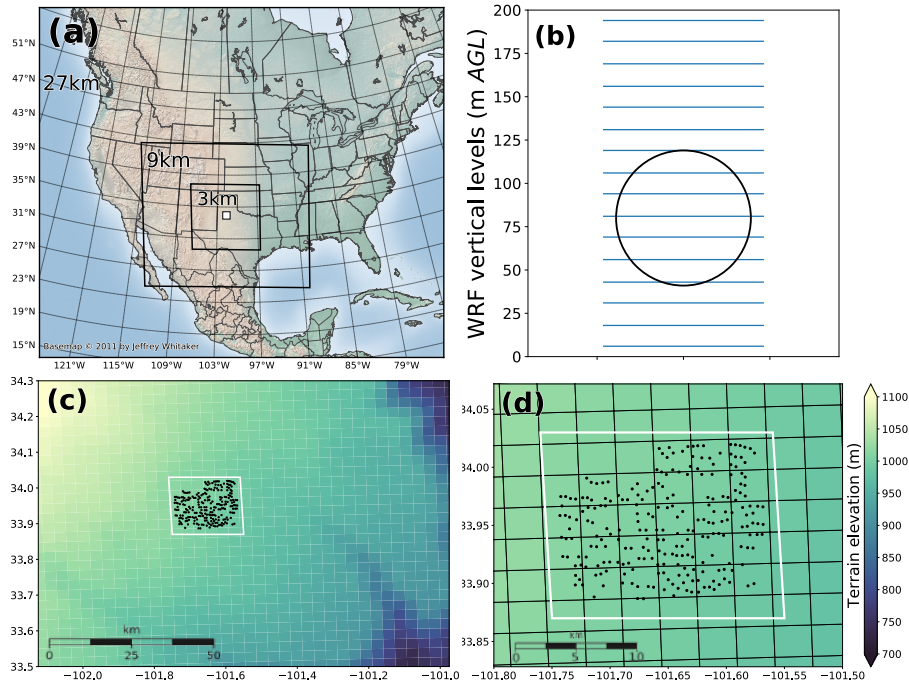 (a)
51°N
47°N
43°N
39°N
35°N
31°N
27°N
23°N
19°N
15°N
27km
9km
3km
Basemap © 2011 by Jeffrey Whitaker
121°W 115°W 109°W 103°W 97°W 91°W 85°W 79°W
(b)
WRF vertical levels (m AGL)
200
175
150
125
100
75
50
25
0
(c)
34.3
34.2
34.1
34.0
33.9
33.8
33.7
33.6
33.5
km
0 25 50
−102.0 −101.8 −101.6 −101.4 −101.2 −101.0
(d)
34.05
34.00
33.95
33.90
33.85
km
0 5 10
−101.80 −101.75 −101.70 −101.65 −101.60 −101.55 −101.50
Terrain elevation (m)
1100
1050
1000
950
900
850
800
750
700